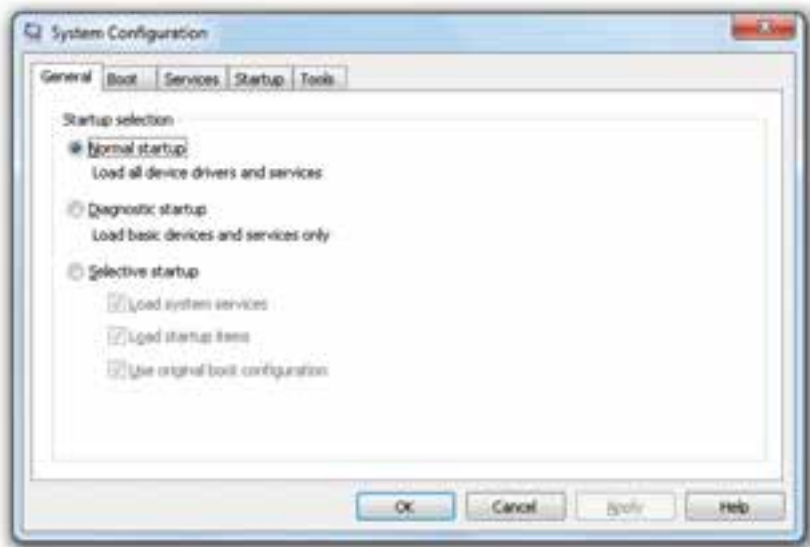 System Configuration
General Boot Services Startup Tools
Startup selection
Normal startup
Load all device drivers and services
Diagnostic startup
Load basic devices and services only
Selective startup
Load system services
Load startup items
Use original boot configuration
OK Cancel Apply Help